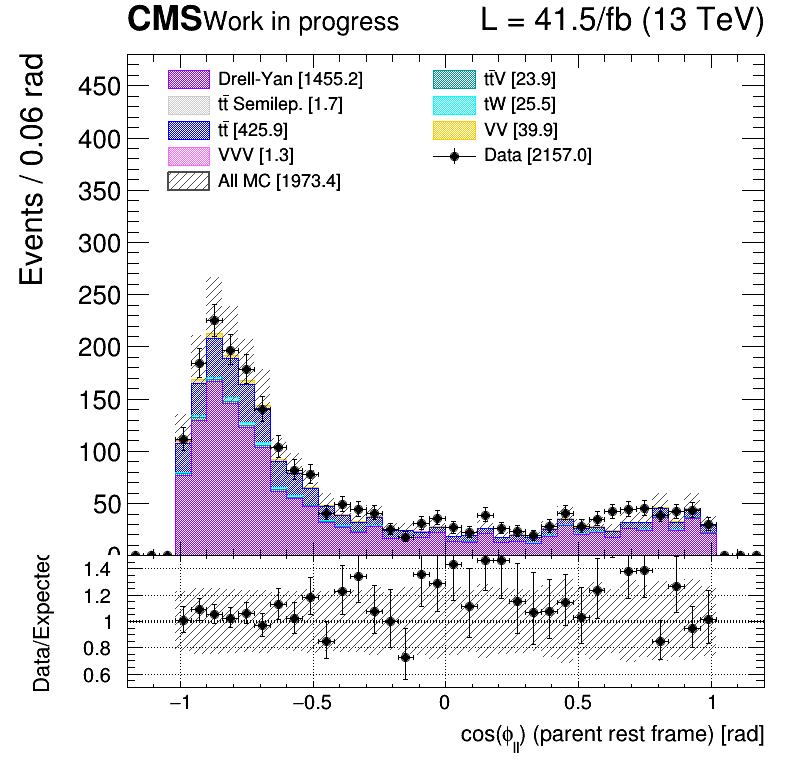 CMS Work in progress L = 41.5/fb (13 TeV)
Events / 0.06 rad
450
400
350
300
250
200
150
100
50
0
Drell-Yan [1455.2]
tt̄ Semilep. [1.7]
tt̄ [425.9]
VVV [1.3]
All MC [1973.4]
tt̄V [23.9]
tW [25.5]
VV [39.9]
Data [2157.0]
Data/Expected
1.4
1.2
1
0.8
0.6
−1 −0.5 0 0.5 1
cos(ϕ_ll) (parent rest frame) [rad]